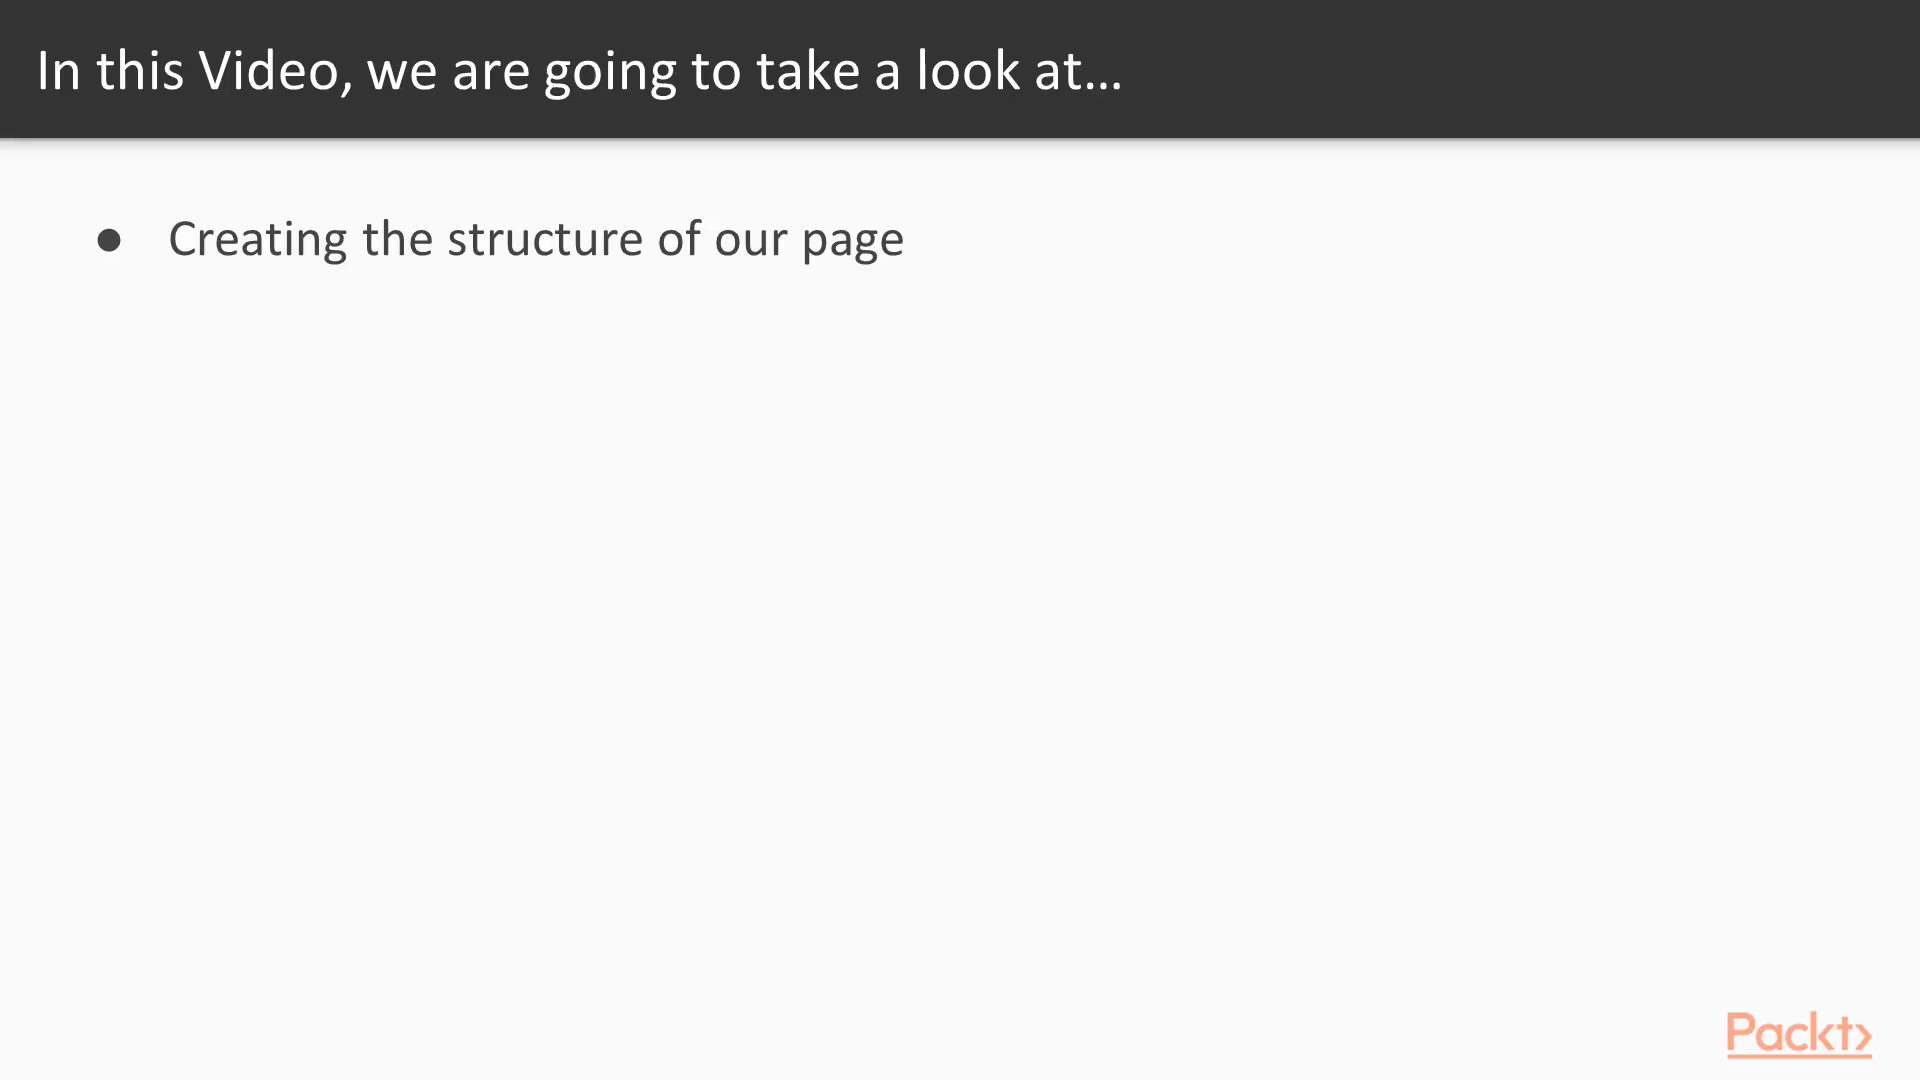 In this Video, we are going to take a look at...
● Creating the structure of our page
Packt>